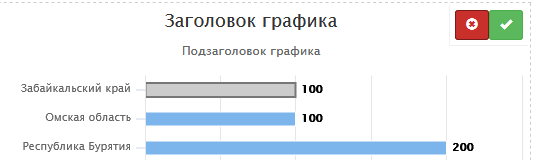 Заголовок графика
Подзаголовок графика
Забайкальский край 100
Омская область 100
Республика Бурятия 200